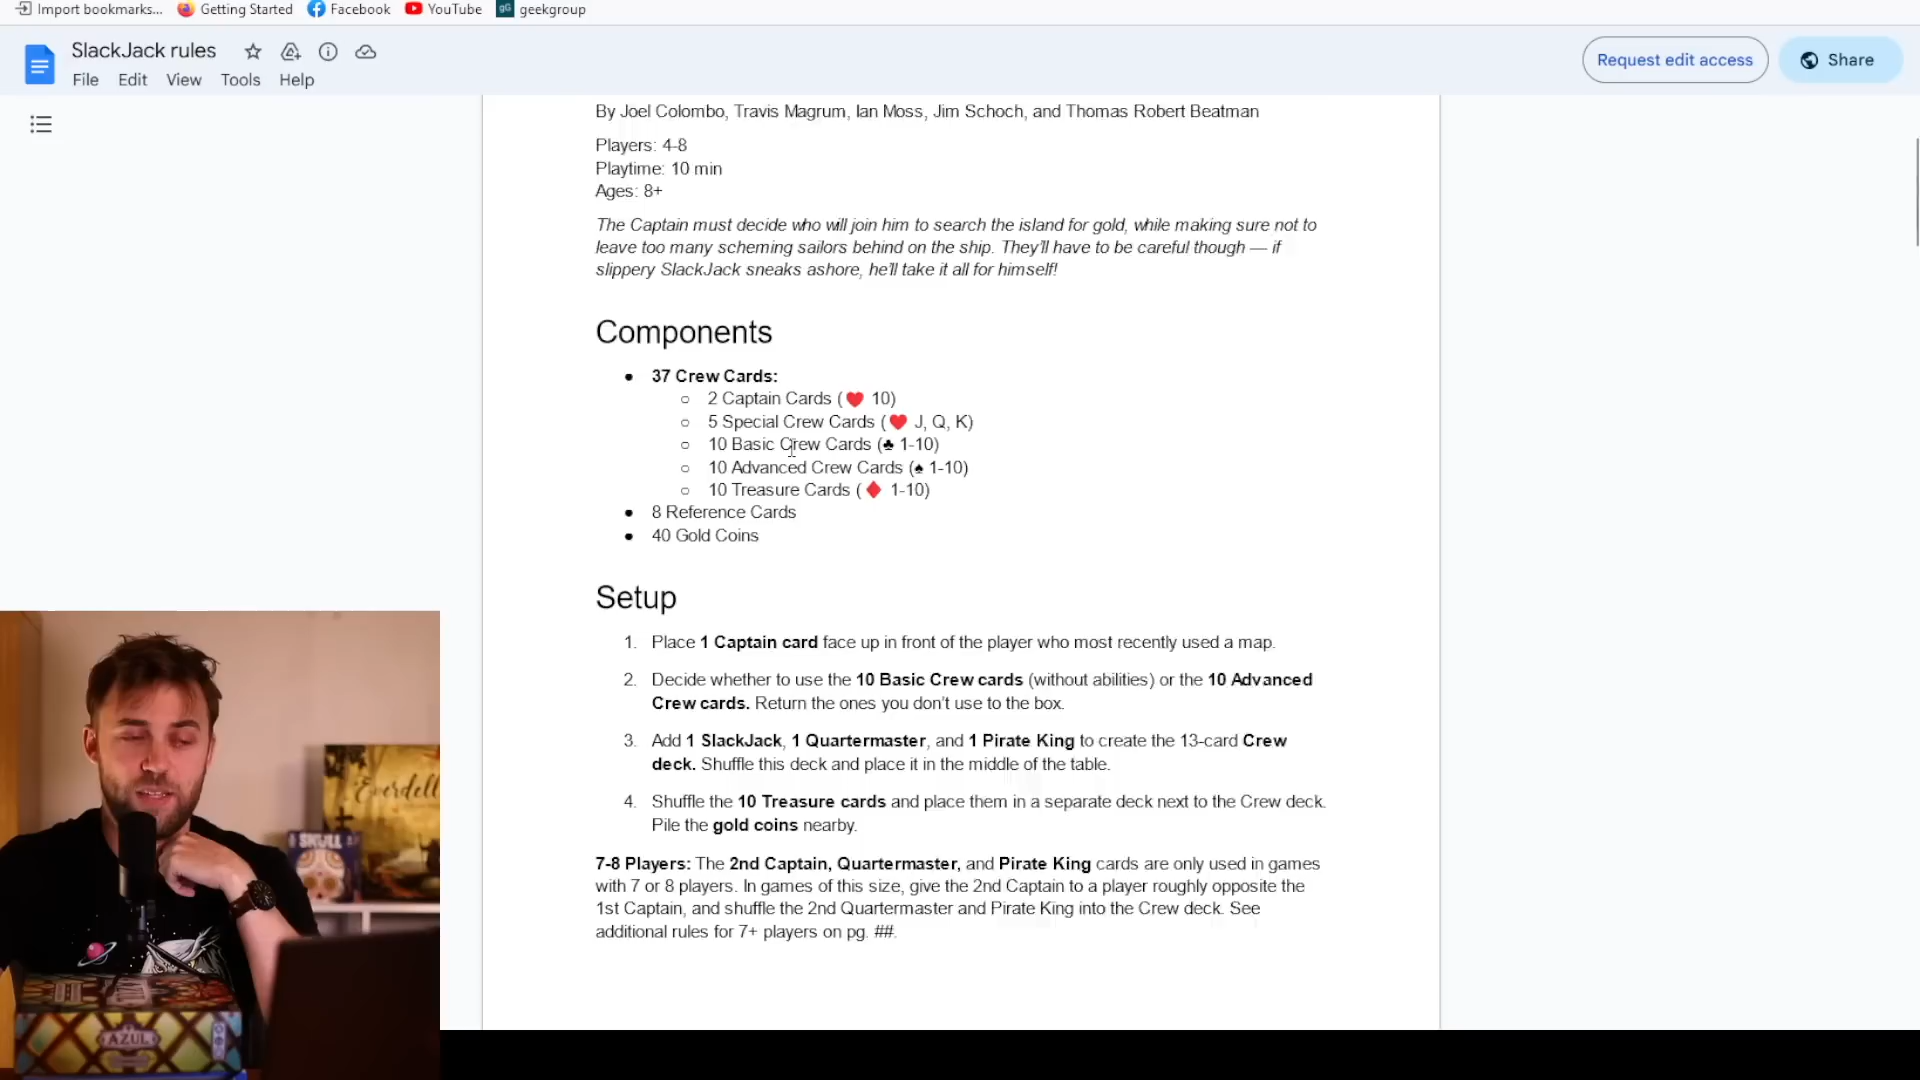 Import bookmarks... Getting Started Facebook YouTube gG geekgroup
SlackJack rules
File Edit View Tools Help
Request edit access
Share
By Joel Colombo, Travis Magrum, Ian Moss, Jim Schoch, and Thomas Robert Beatman
Players: 4-8
Playtime: 10 min
Ages: 8+
The Captain must decide who will join him to search the island for gold, while making sure not to
leave too many scheming sailors behind on the ship. They'll have to be careful though — if
slippery SlackJack sneaks ashore, he'll take it all for himself!
Components
● 37 Crew Cards:
○ 2 Captain Cards (♥ 10)
○ 5 Special Crew Cards (♥ J, Q, K)
○ 10 Basic Crew Cards (♣ 1-10)
○ 10 Advanced Crew Cards (♠ 1-10)
○ 10 Treasure Cards (♦ 1-10)
● 8 Reference Cards
● 40 Gold Coins
Setup
1. Place 1 Captain card face up in front of the player who most recently used a map.
2. Decide whether to use the 10 Basic Crew cards (without abilities) or the 10 Advanced
Crew cards. Return the ones you don't use to the box.
3. Add 1 SlackJack, 1 Quartermaster, and 1 Pirate King to create the 13-card Crew
deck. Shuffle this deck and place it in the middle of the table.
4. Shuffle the 10 Treasure cards and place them in a separate deck next to the Crew deck.
Pile the gold coins nearby.
7-8 Players: The 2nd Captain, Quartermaster, and Pirate King cards are only used in games
with 7 or 8 players. In games of this size, give the 2nd Captain to a player roughly opposite the
1st Captain, and shuffle the 2nd Quartermaster and Pirate King into the Crew deck. See
additional rules for 7+ players on pg. ##.
Everdell
SKULL
AZUL